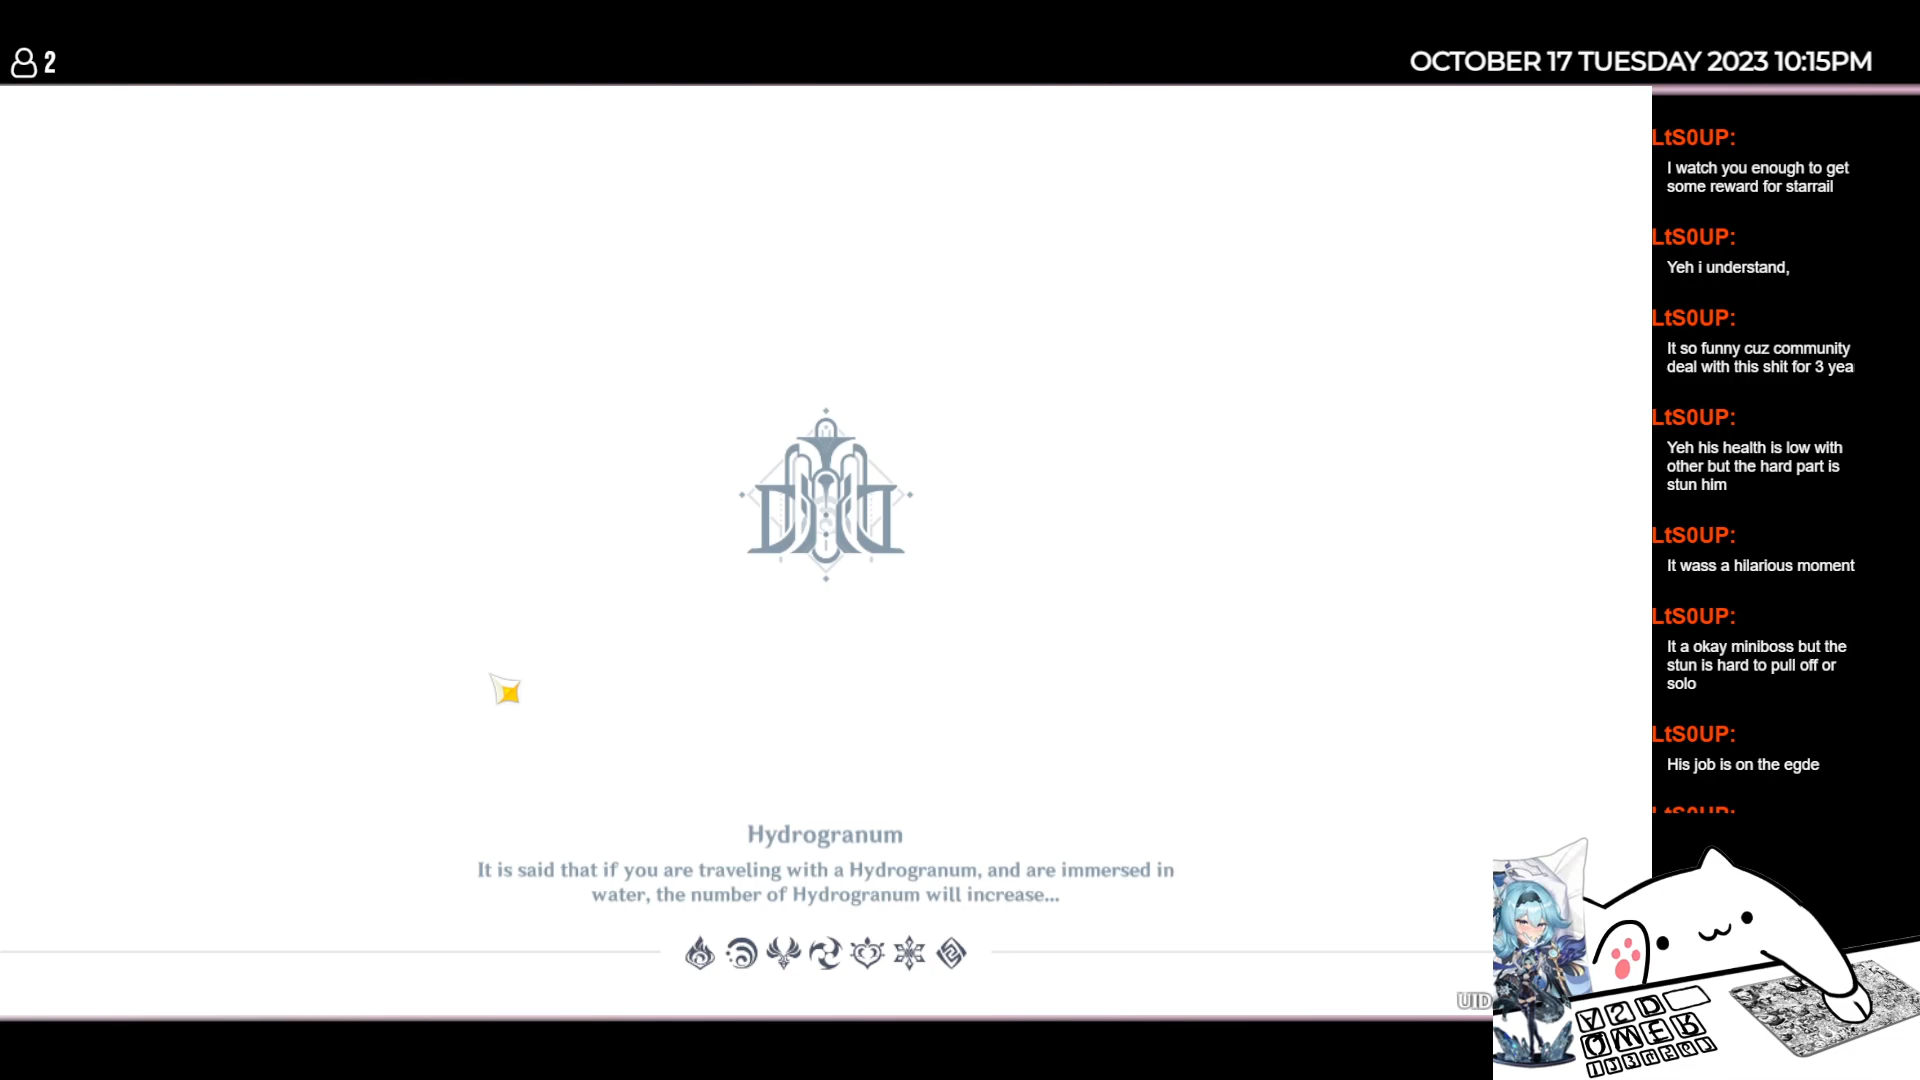 2
OCTOBER 17 TUESDAY 2023 10:15PM
LtS0UP:
I watch you enough to get
some reward for starrail
LtS0UP:
Yeh i understand,
LtS0UP:
It so funny cuz community
deal with this shit for 3 yea
LtS0UP:
Yeh his health is low with
other but the hard part is
stun him
LtS0UP:
It wass a hilarious moment
LtS0UP:
It a okay miniboss but the
stun is hard to pull off or
solo
LtS0UP:
His job is on the egde
LtS0UP:
Hydrogranum
It is said that if you are traveling with a Hydrogranum, and are immersed in
water, the number of Hydrogranum will increase...
UID